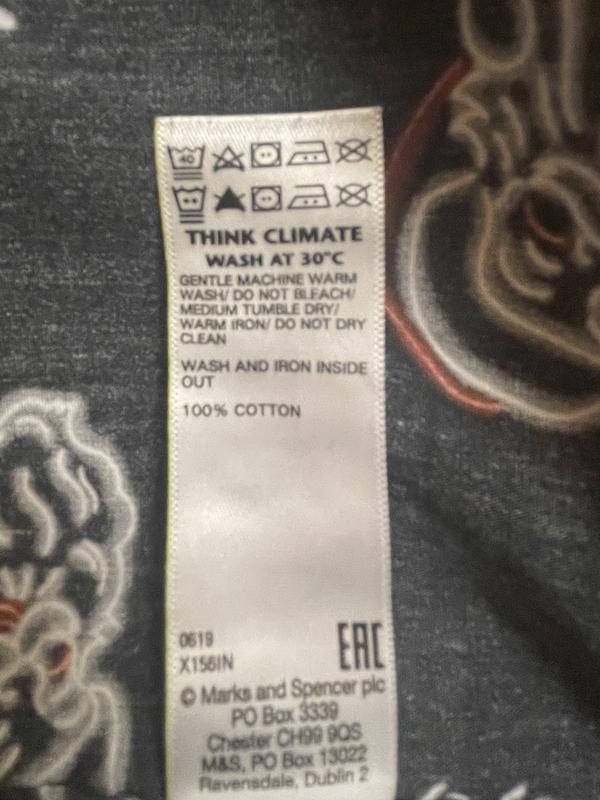 40
THINK CLIMATE
WASH AT 30°C
GENTLE MACHINE WARM
WASH/ DO NOT BLEACH/
MEDIUM TUMBLE DRY/
WARM IRON/ DO NOT DRY
CLEAN
WASH AND IRON INSIDE
OUT
100% COTTON
0619
X156IN
EAC
© Marks and Spencer plc
PO Box 3339
Chester CH99 9QS
M&S, PO Box 13022
Ravensdale, Dublin 2